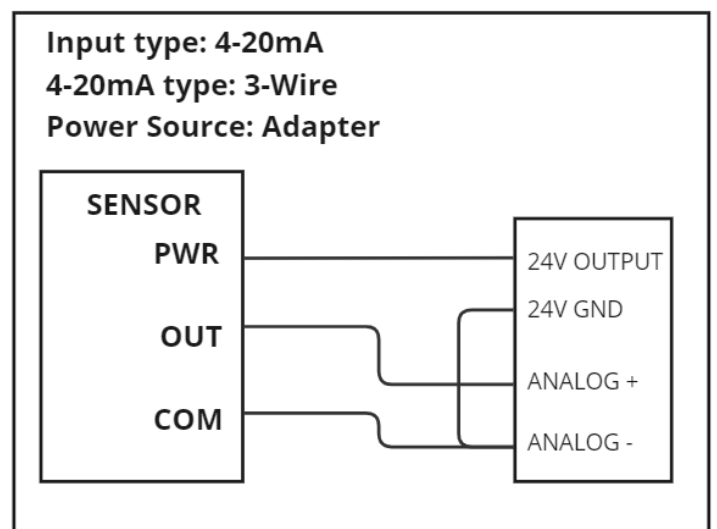 Input type: 4-20mA
4-20mA type: 3-Wire
Power Source: Adapter
SENSOR
PWR
OUT
COM
24V OUTPUT
24V GND
ANALOG +
ANALOG -